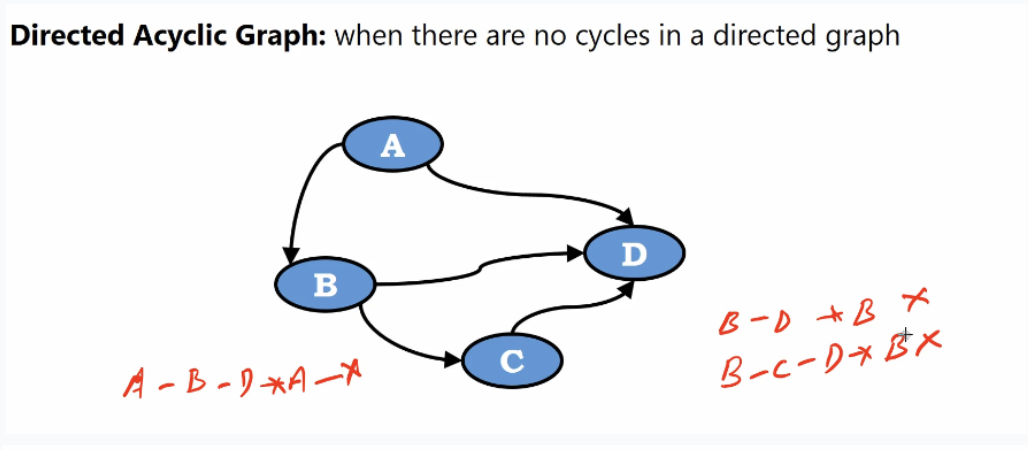 Directed Acyclic Graph: when there are no cycles in a directed graph
A
D
B
C
B-D ✶B ✗
B-C-D✶B✗
A-B-D✶A-✗